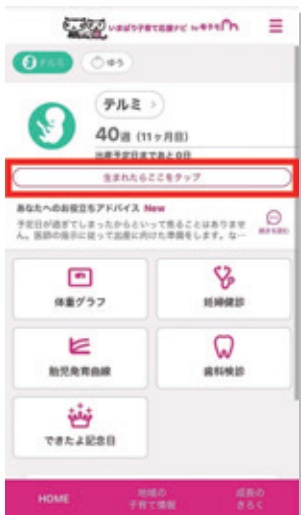 いまばり子育て応援ナビ by 母子モ
テルミ
ゆう
テルミ >
40週 (11ヶ月目)
出産予定日まであと0日
生まれたらここをタップ
あなたへのお役立ちアドバイス New
予定日が過ぎてしまったからといって焦ることはありませ
ん。医師の指示に従って出産に向けた準備をします。な…
続きを読む
体重グラフ
妊婦健診
胎児発育曲線
歯科検診
できたよ記念日
HOME
地域の
子育て情報
成長の
きろく